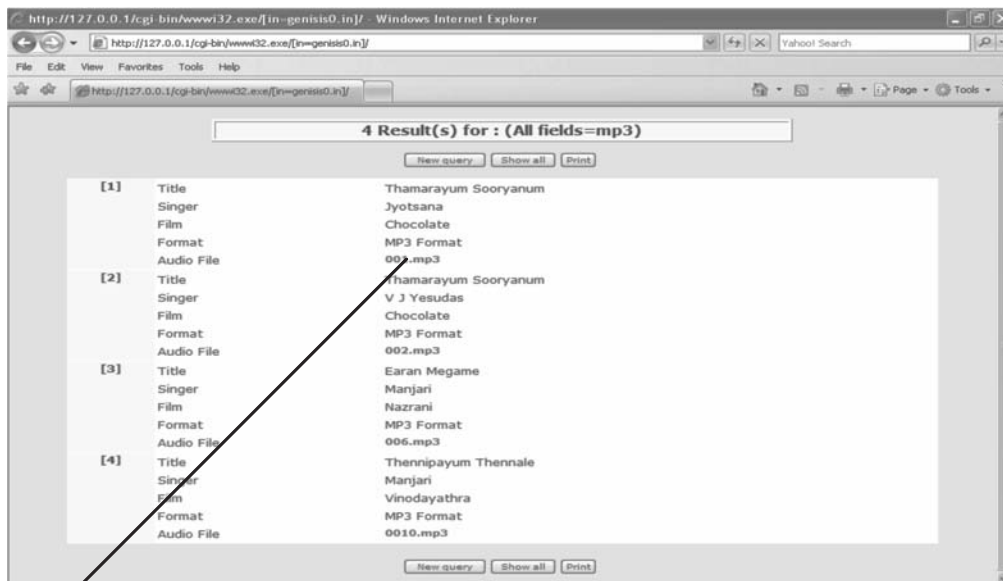 http://127.0.0.1/cgi-bin/wwwi32.exe/[in=genisis0.in]/ - Windows Internet Explorer
http://127.0.0.1/cgi-bin/wwwi32.exe/[in=genisis0.in]/ Yahoo! Search
File Edit View Favorites Tools Help
http://127.0.0.1/cgi-bin/wwwi32.exe/[in=genisis0.in]/ Page Tools
4 Result(s) for : (All fields=mp3)
New query Show all Print
[1] Title Thamarayum Sooryanum
Singer Jyotsana
Film Chocolate
Format MP3 Format
Audio File 001.mp3
[2] Title Thamarayum Sooryanum
Singer V J Yesudas
Film Chocolate
Format MP3 Format
Audio File 002.mp3
[3] Title Earan Megame
Singer Manjari
Film Nazrani
Format MP3 Format
Audio File 006.mp3
[4] Title Thennipayum Thennale
Singer Manjari
Film Vinodayathra
Format MP3 Format
Audio File 0010.mp3
New query Show all Print